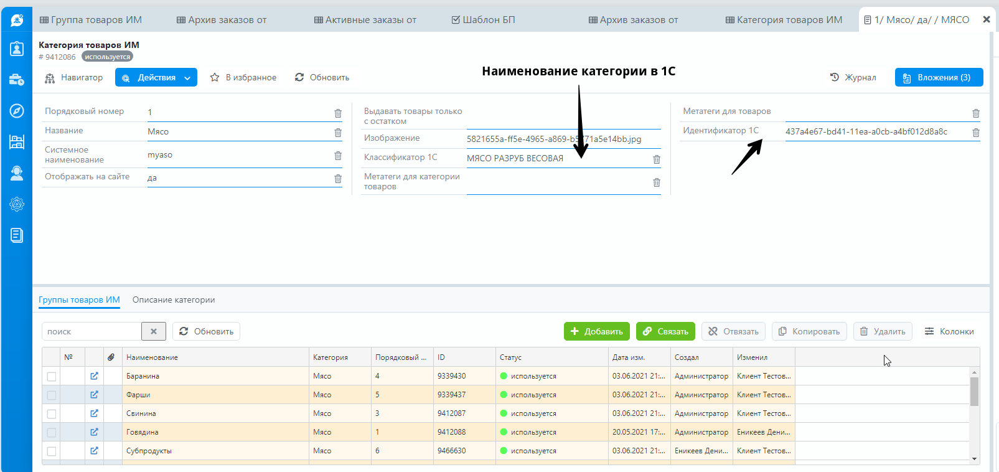 Группа товаров ИМ
Архив заказов от
Активные заказы от
Шаблон БП
Архив заказов от
Категория товаров ИМ
1/ Мясо/ да/ / МЯСО
Категория товаров ИМ
# 9412086 используется
Навигатор
Действия
В избранное
Обновить
Наименование категории в 1С
Журнал
Вложения (3)
Порядковый номер 1
Название Мясо
Системное наименование myaso
Отображать на сайте да
Выдавать товары только с остатком
Изображение 5821655a-ff5e-4965-a869-b5 71a5e14bb.jpg
Классификатор 1С МЯСО РАЗРУБ ВЕСОВАЯ
Метатеги для категории товаров
Метатеги для товаров
Идентификатор 1С 437a4e67-bd41-11ea-a0cb-a4bf012d8a8c
Группы товаров ИМ Описание категории
поиск Обновить Добавить Связать Отвязать Копировать Удалить Колонки
№ Наименование Категория Порядковый ... ID Статус Дата изм. Создал Изменил
Баранина Мясо 4 9339430 используется 03.06.2021 21:... Администратор Клиент Тестов...
Фарши Мясо 5 9339437 используется 03.06.2021 21:... Администратор Клиент Тестов...
Свинина Мясо 3 9412087 используется 03.06.2021 21:... Администратор Клиент Тестов...
Говядина Мясо 1 9412088 используется 20.05.2021 17:... Администратор Еникеев Дени...
Субпродукты Мясо 6 9466630 используется 03.06.2021 21:... Еникеев Дени... Клиент Тестов...